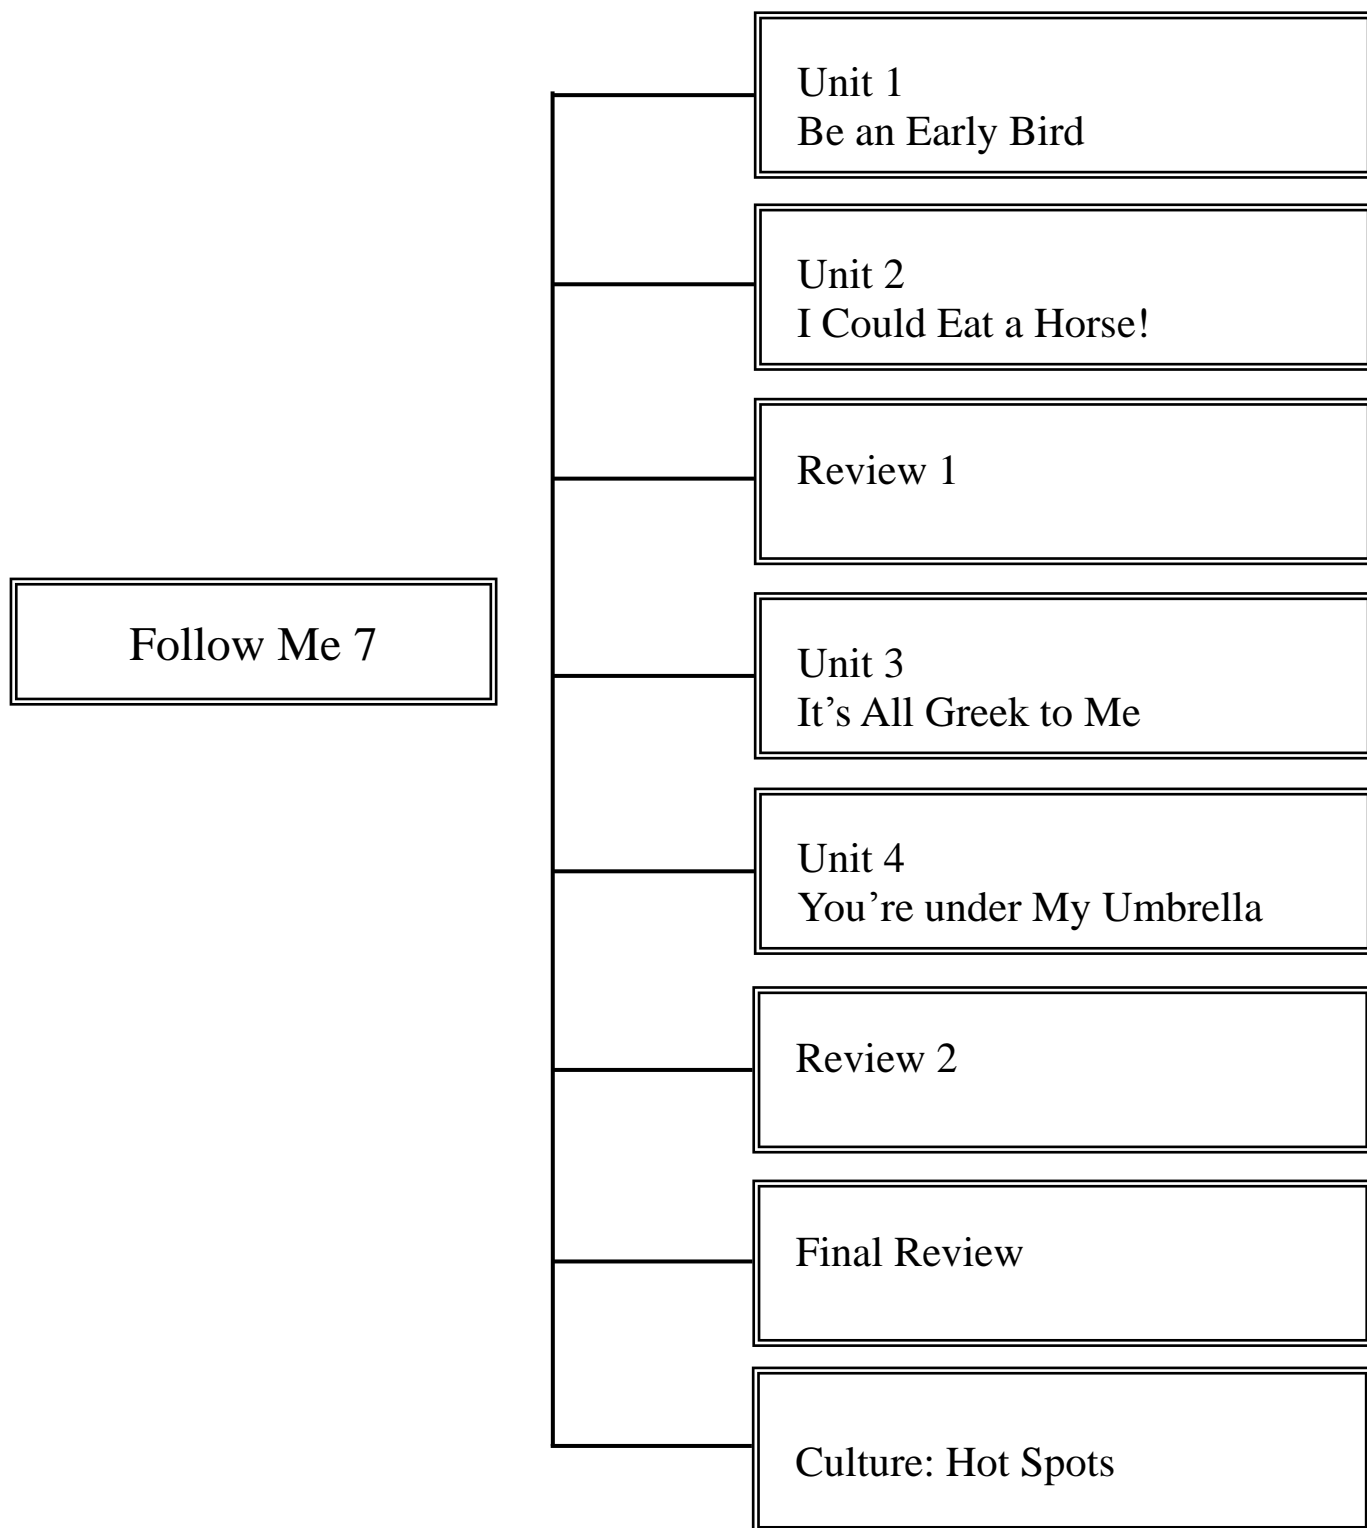 Follow Me 7
Unit 1
Be an Early Bird
Unit 2
I Could Eat a Horse!
Review 1
Unit 3
It’s All Greek to Me
Unit 4
You’re under My Umbrella
Review 2
Final Review
Culture: Hot Spots